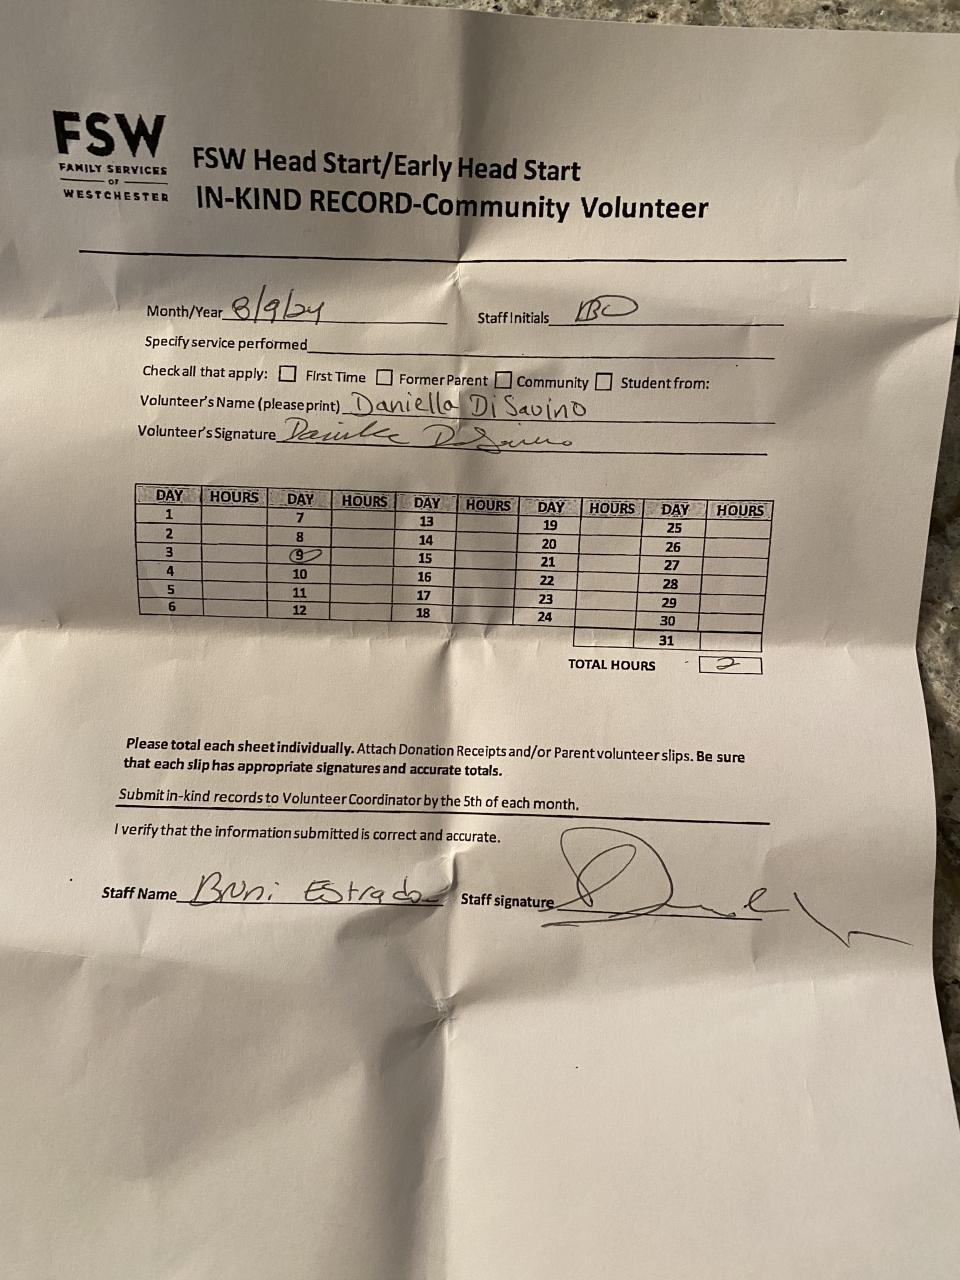 FSW
FAMILY SERVICES
OF
WESTCHESTER
FSW Head Start/Early Head Start
IN-KIND RECORD-Community Volunteer
Month/Year 8/9/24 Staff Initials
Specify service performed
Check all that apply: First Time Former Parent Community Student from:
Volunteer's Name (please print) Daniella DiSavino
Volunteer's Signature
DAY HOURS DAY HOURS DAY HOURS DAY HOURS DAY HOURS
1 7 13 19 25
2 8 14 20 26
3 9 15 21 27
4 10 16 22 28
5 11 17 23 29
6 12 18 24 30
31
TOTAL HOURS 2
Please total each sheet individually. Attach Donation Receipts and/or Parent volunteer slips. Be sure
that each slip has appropriate signatures and accurate totals.
Submit in-kind records to Volunteer Coordinator by the 5th of each month.
I verify that the information submitted is correct and accurate.
Staff Name Bruni Estrada Staff signature